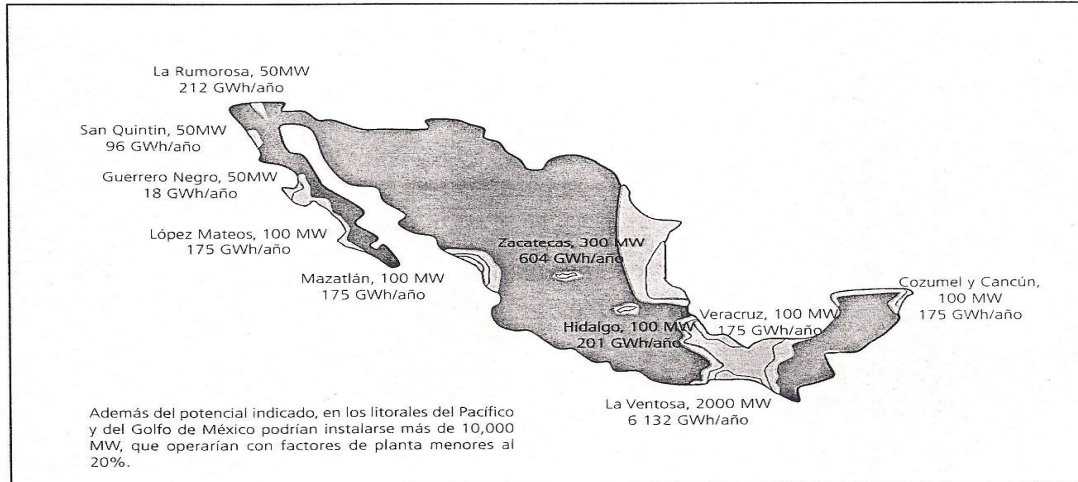 La Rumorosa, 50MW
212 GWh/año
San Quintin, 50MW
96 GWh/año
Guerrero Negro, 50MW
18 GWh/año
López Mateos, 100 MW
175 GWh/año
Mazatlán, 100 MW
175 GWh/año
Zacatecas, 300 MW
604 GWh/año
Hidalgo, 100 MW
201 GWh/año
Veracruz, 100 MW
175 GWh/año
Cozumel y Cancún,
100 MW
175 GWh/año
La Ventosa, 2000 MW
6 132 GWh/año
Además del potencial indicado, en los litorales del Pacífico
y del Golfo de México podrían instalarse más de 10,000
MW, que operarían con factores de planta menores al
20%.